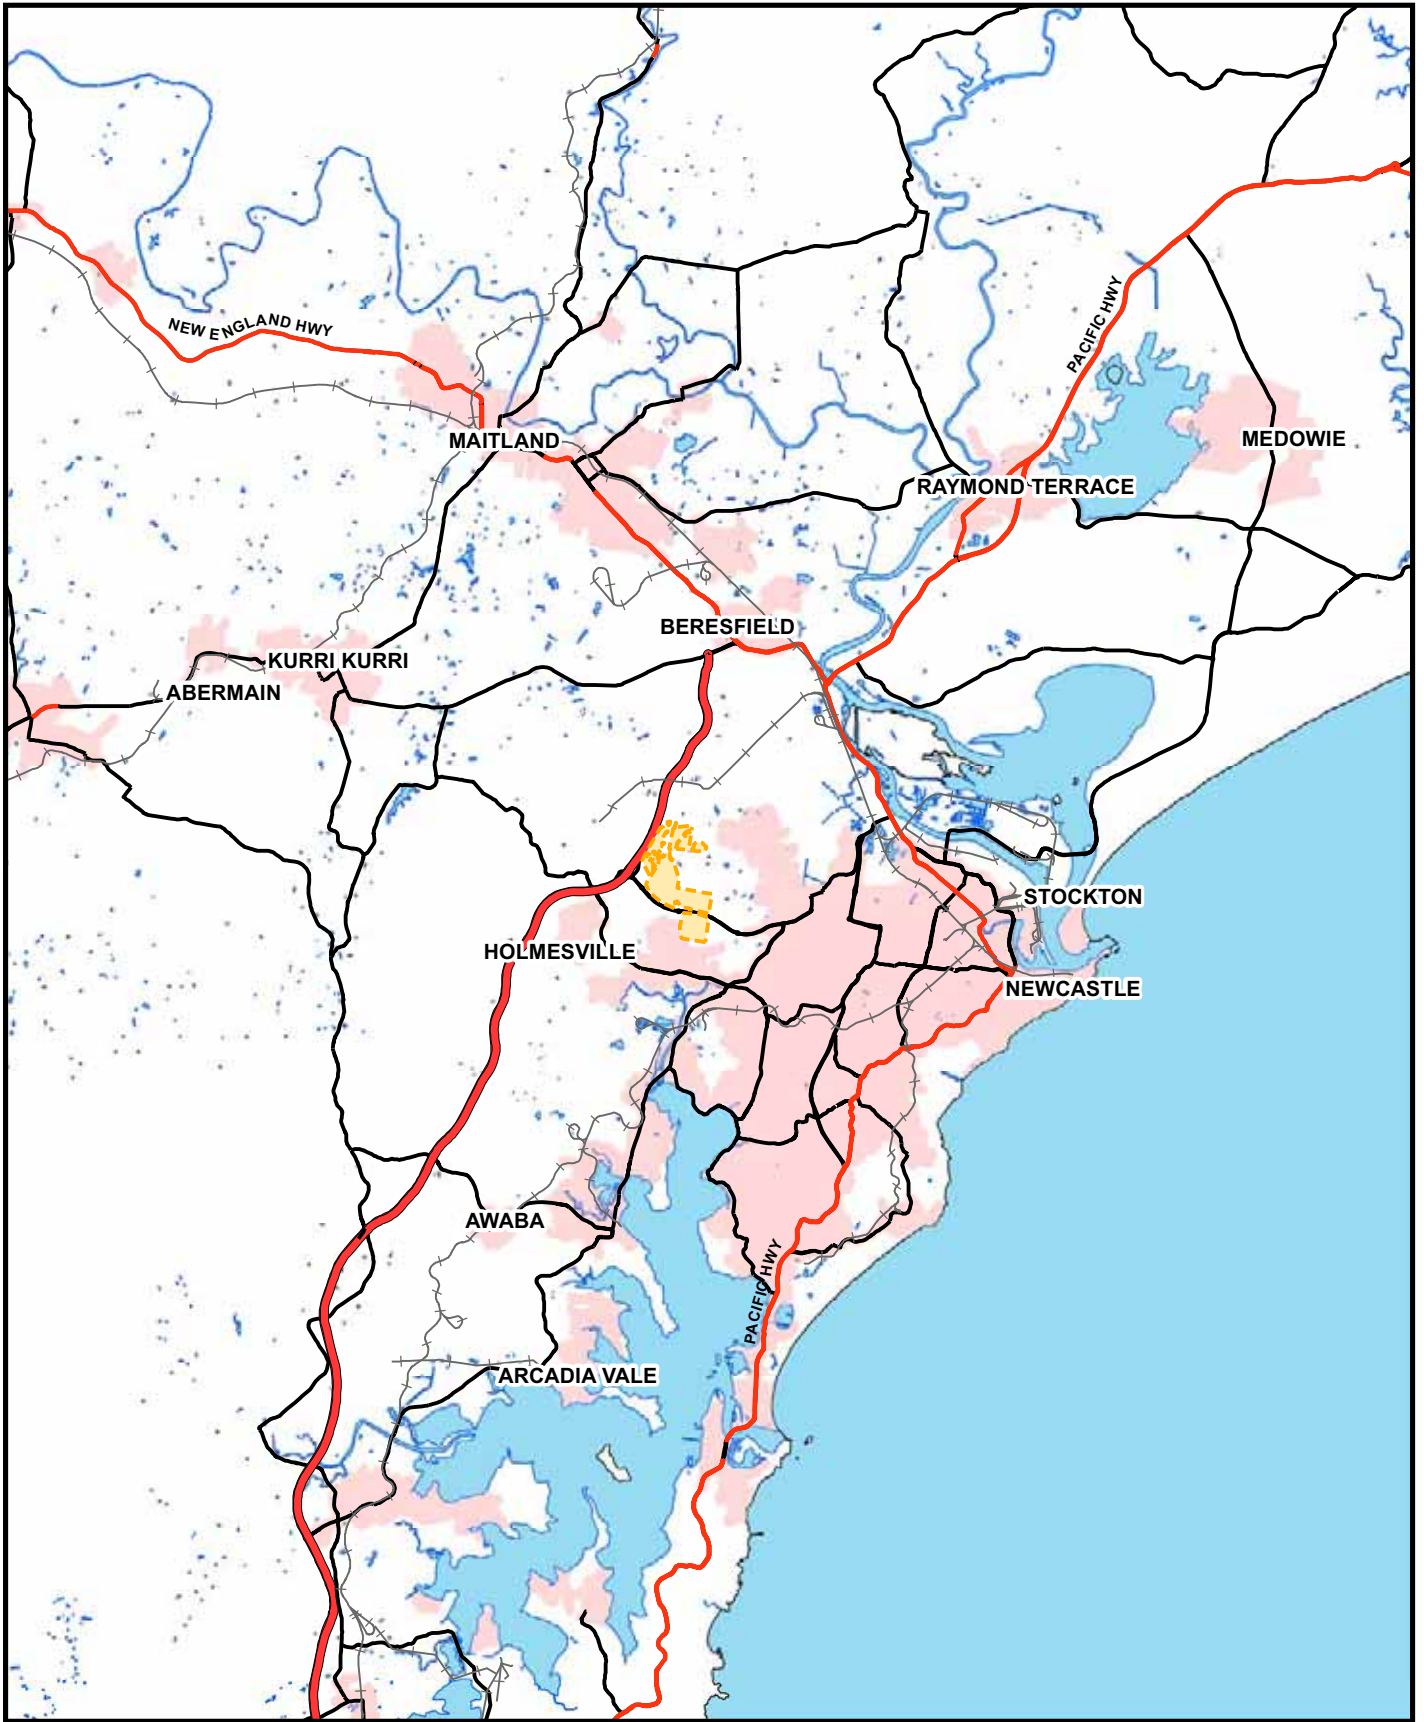 PACIFIC HWY
NEW ENGLAND HWY
MAITLAND
MEDOWIE
RAYMOND TERRACE
BERESFIELD
KURRI KURRI
ABERMAIN
STOCKTON
HOLMESVILLE
NEWCASTLE
AWABA
PACIFIC HWY
ARCADIA VALE